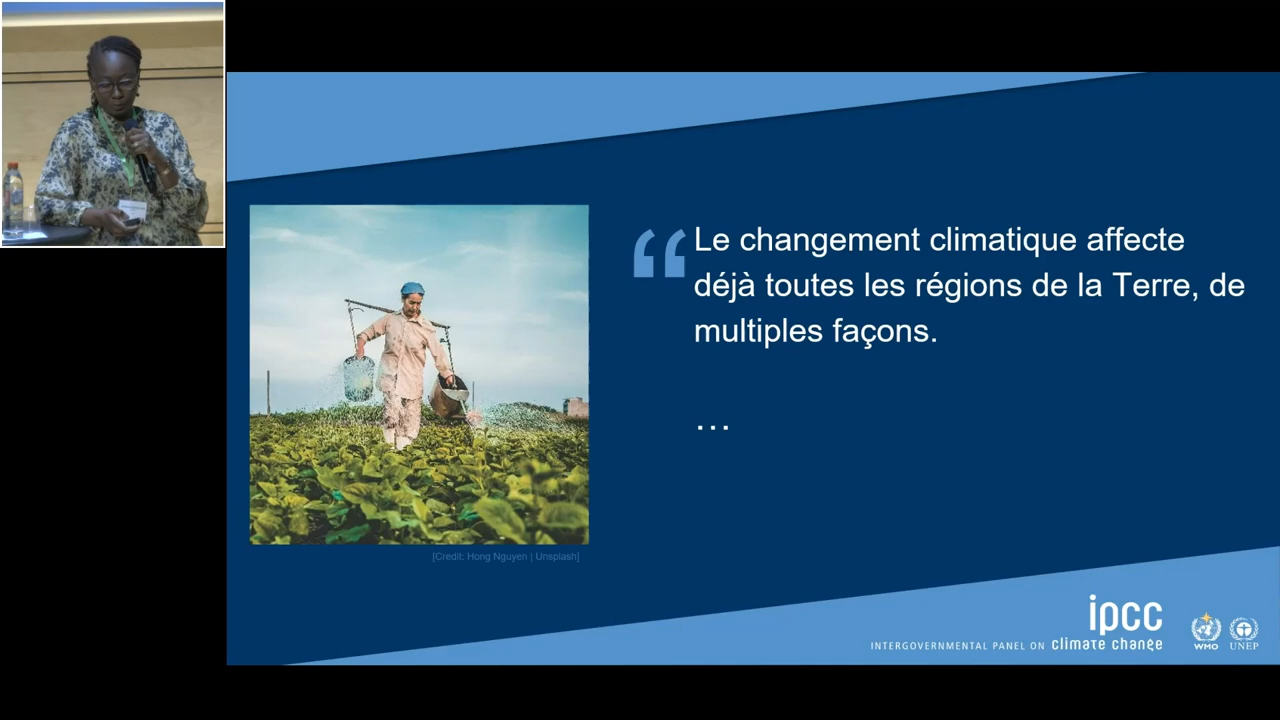 “Le changement climatique affecte
déjà toutes les régions de la Terre, de
multiples façons.
…
[Credit: Hong Nguyen | Unsplash]
ipcc
INTERGOVERNMENTAL PANEL ON climate change
WMO
UNEP